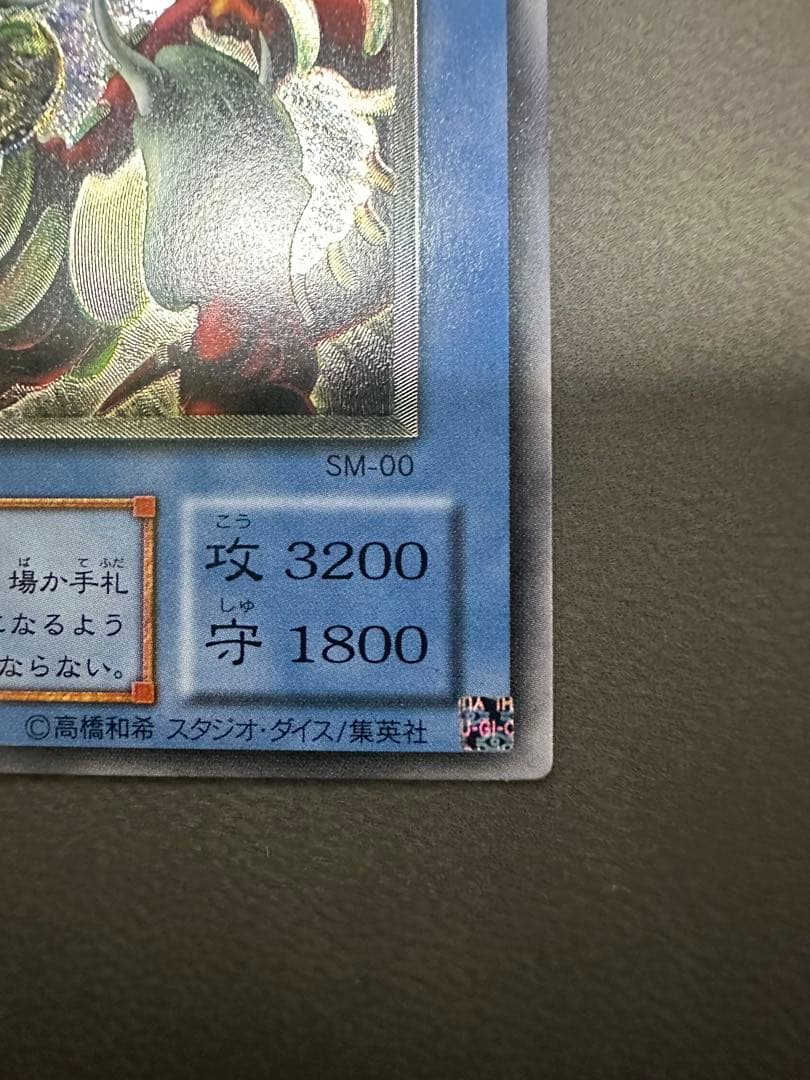 SM-00
こう
攻 3200
しゅ
守 1800
ば て ふだ
場か手札
になるよう
ならない。
©高橋和希 スタジオ・ダイス/集英社
U-GI-O